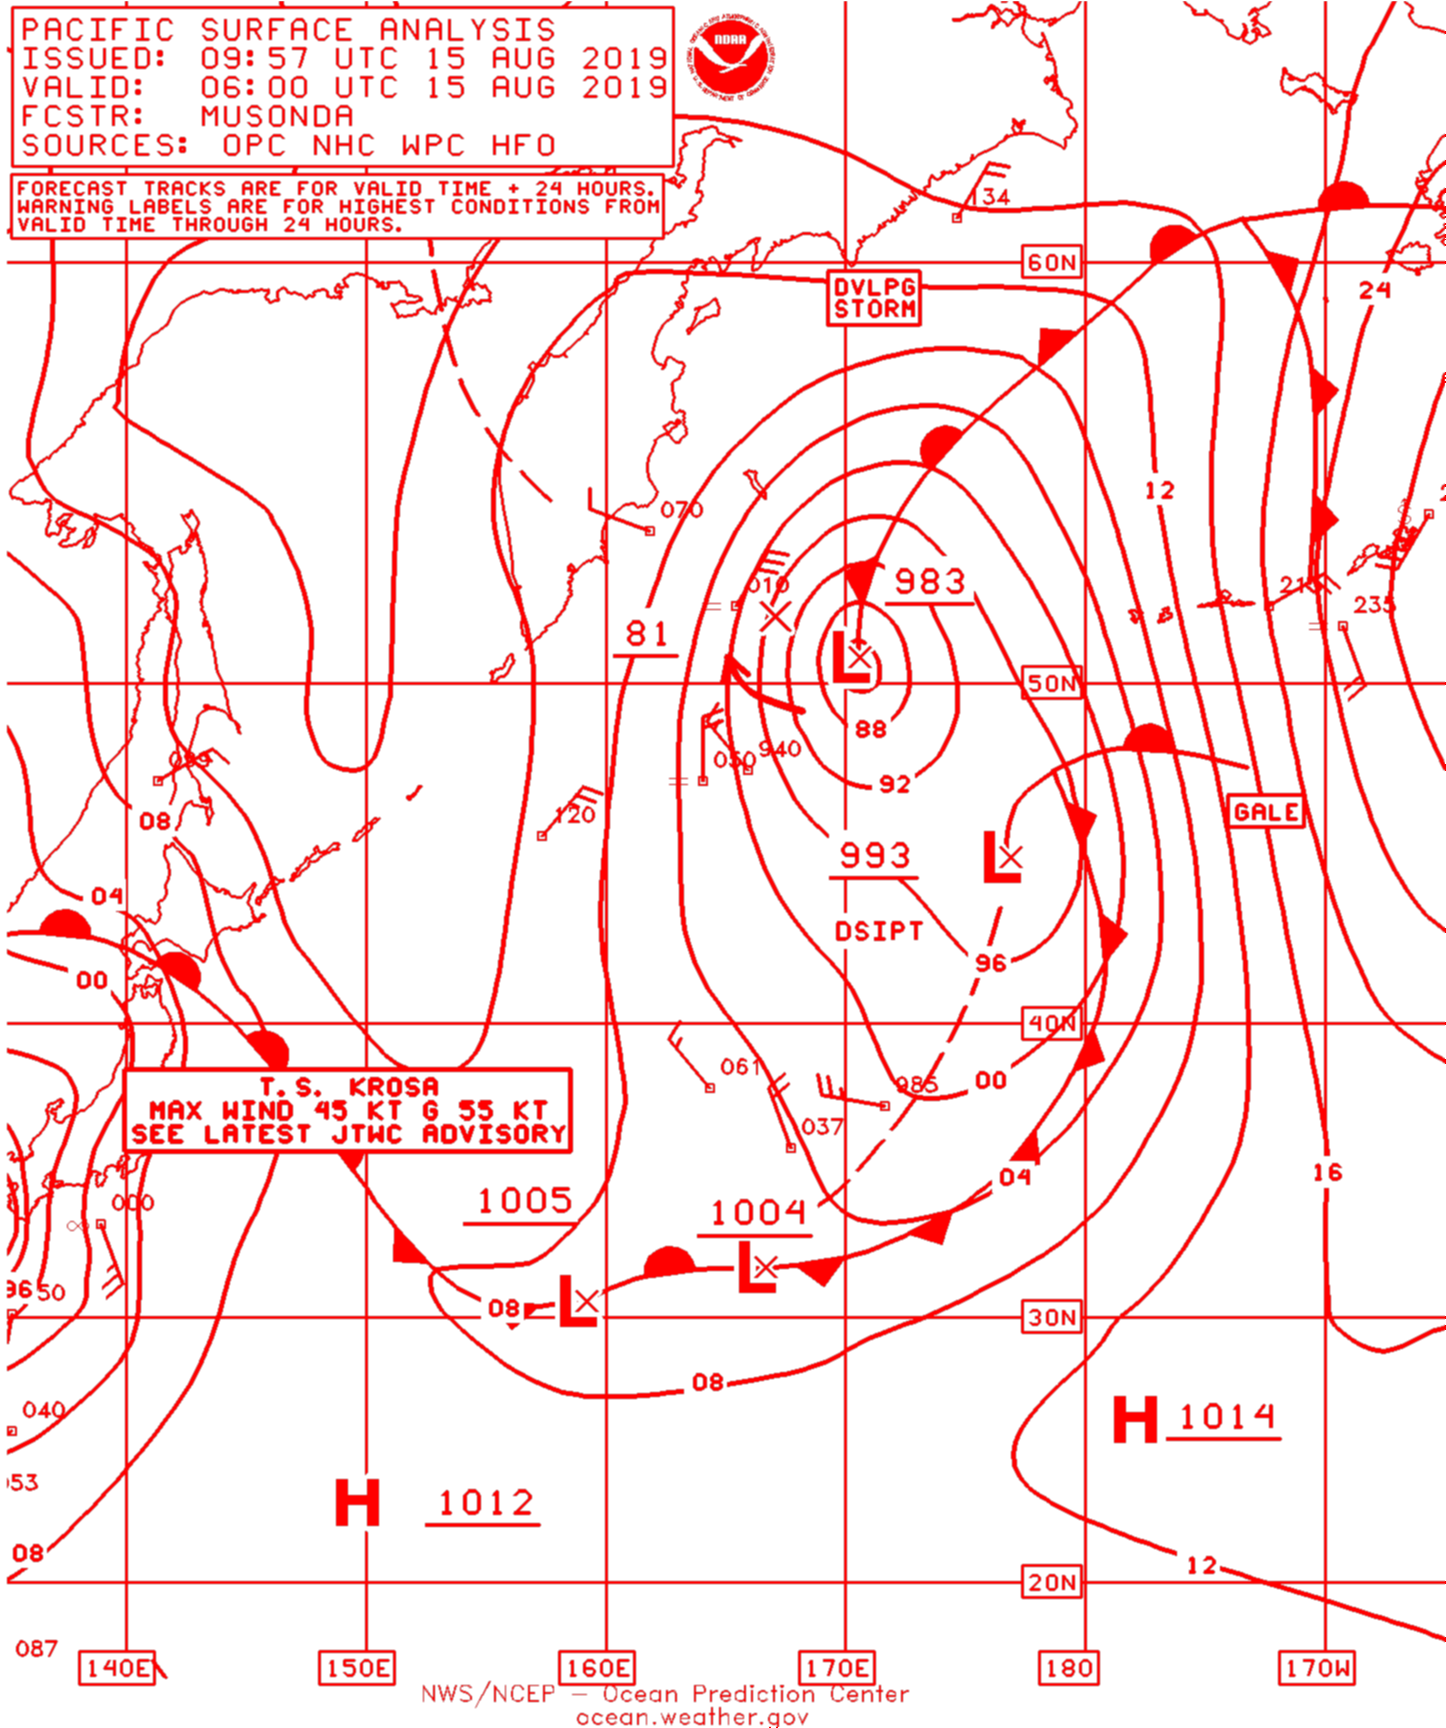 PACIFIC SURFACE ANALYSIS
ISSUED: 09:57 UTC 15 AUG 2019
VALID: 06:00 UTC 15 AUG 2019
FCSTR: MUSONDA
SOURCES: OPC NHC WPC HFO
NOAA
FORECAST TRACKS ARE FOR VALID TIME + 24 HOURS.
WARNING LABELS ARE FOR HIGHEST CONDITIONS FROM
VALID TIME THROUGH 24 HOURS.
134
60N
DVLPG
STORM
24
12
070
010
983
81
235
L
50N
88
940
050
92
120
08
GALE
993
L
04
DSIPT
96
00
40N
061
985
00
T.S. KROSA
MAX WIND 45 KT G 55 KT
SEE LATEST JTWC ADVISORY
037
04
16
000
1005
1004
L
96
50
08
L
30N
08
040
H 1014
053
H 1012
08
12
20N
087
140E
150E
160E
170E
180
170W
NWS/NCEP – Ocean Prediction Center
ocean.weather.gov